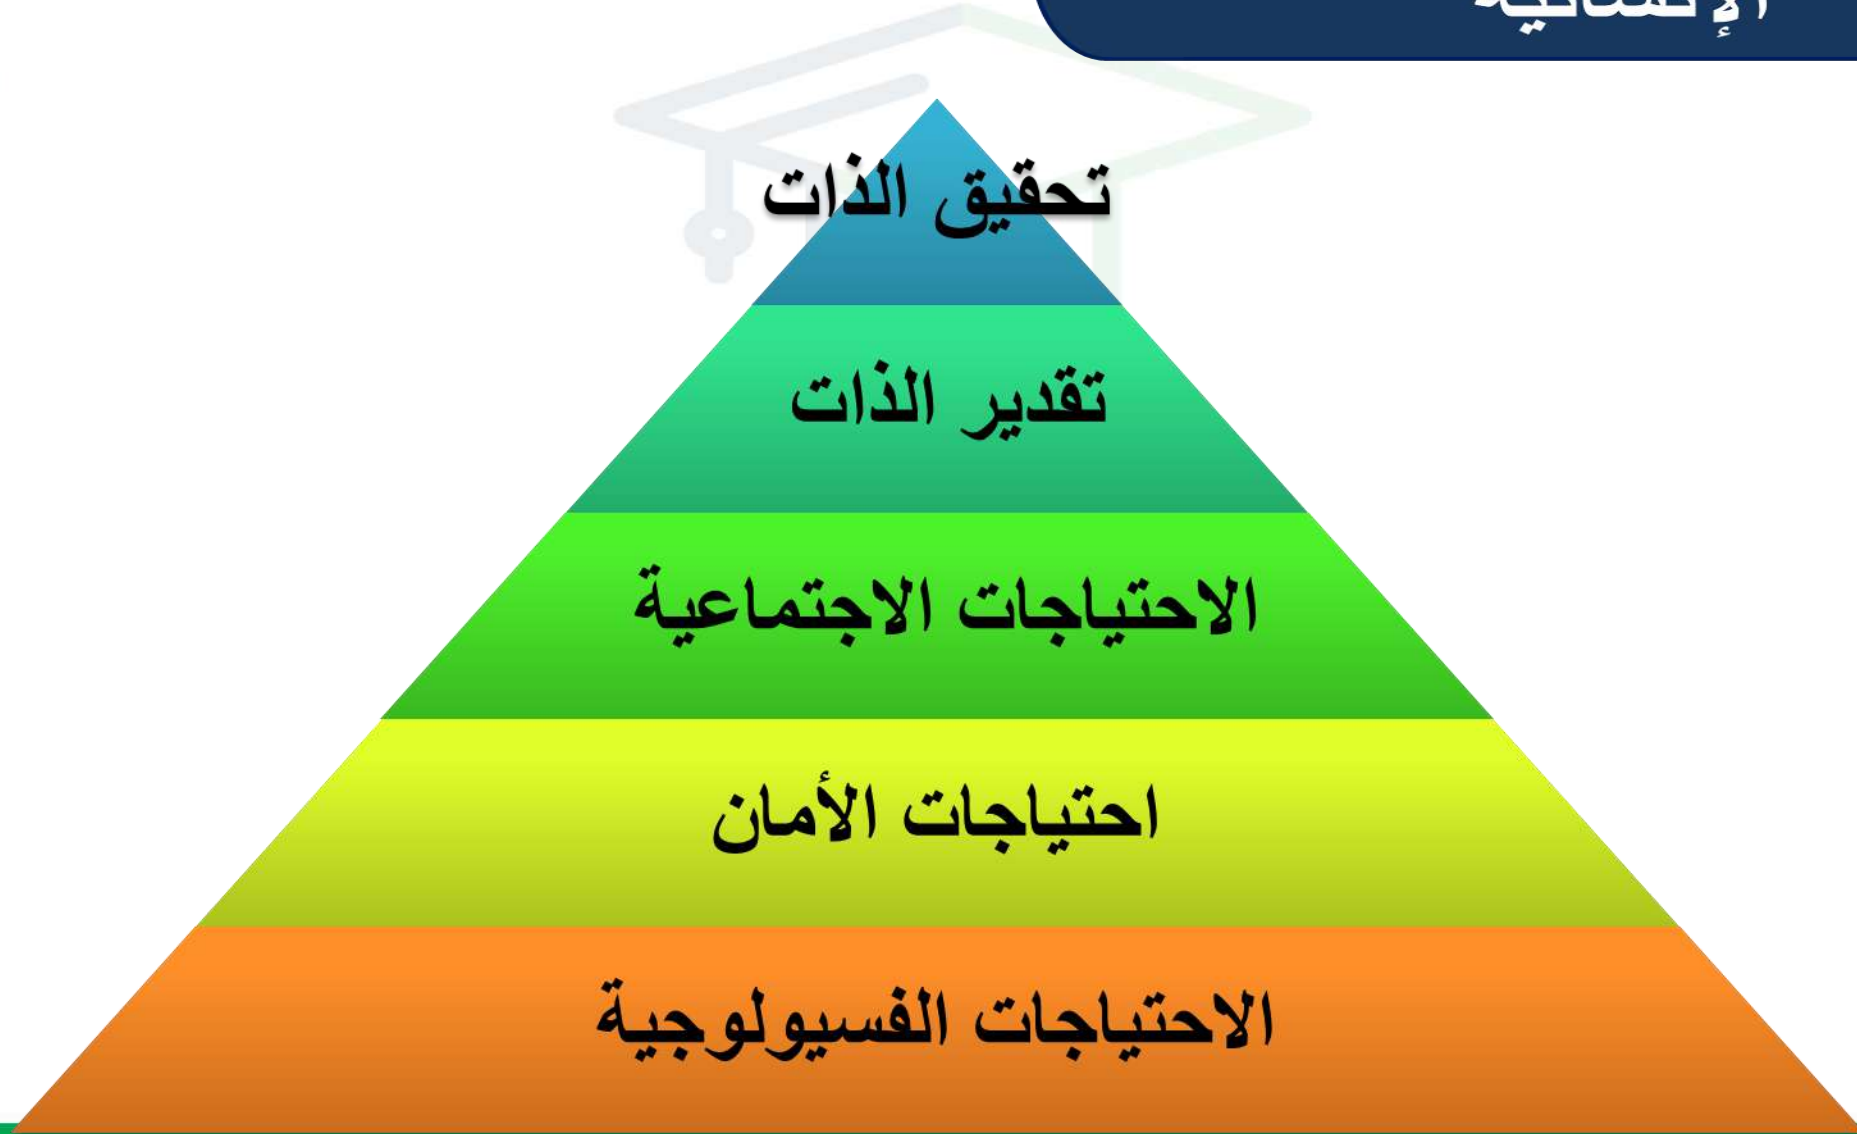 تحقيق الذات
تقدير الذات
الاحتياجات الاجتماعية
احتياجات الأمان
الاحتياجات الفسيولوجية